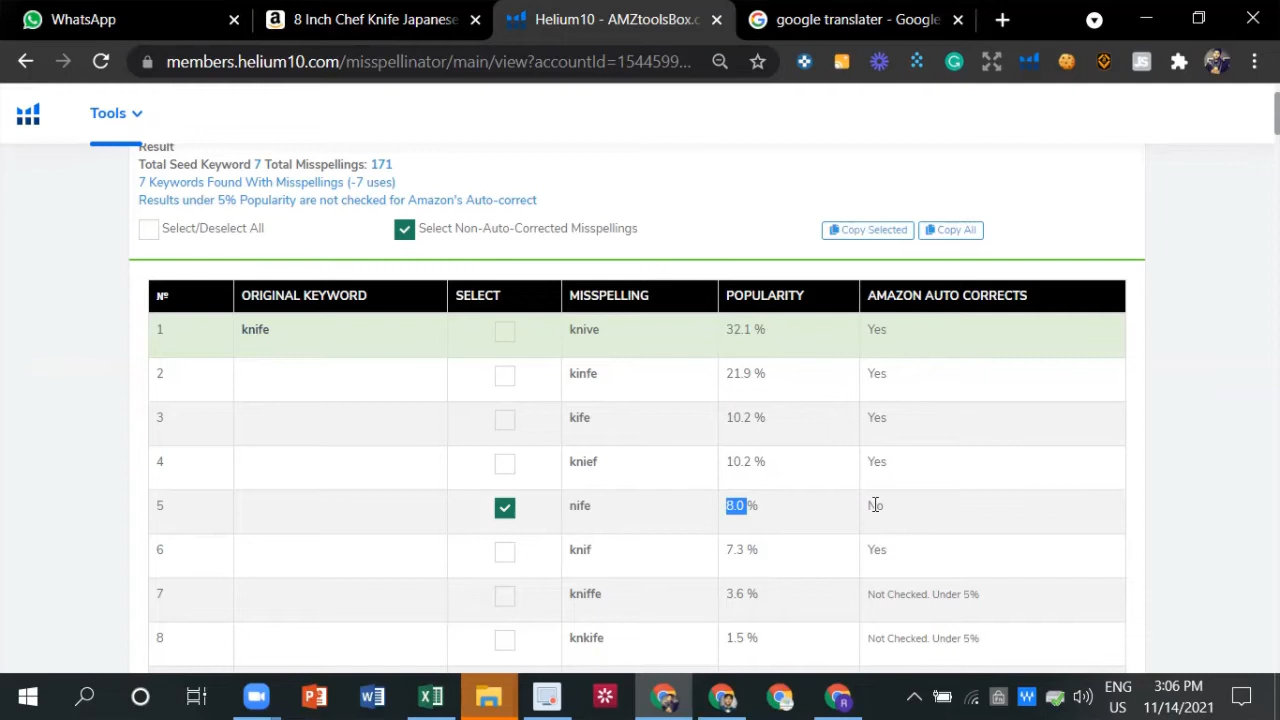 WhatsApp
8 Inch Chef Knife Japanese
Helium10 - AMZtoolsBox.c
google translater - Google
members.helium10.com/misspellinator/main/view?accountId=1544599...
Tools
Result
Total Seed Keyword 7 Total Misspellings: 171
7 Keywords Found With Misspellings (-7 uses)
Results under 5% Popularity are not checked for Amazon's Auto-correct
Select/Deselect All
Select Non-Auto-Corrected Misspellings
Copy Selected
Copy All
Nº ORIGINAL KEYWORD SELECT MISSPELLING POPULARITY AMAZON AUTO CORRECTS
1 knife knive 32.1 % Yes
2 kinfe 21.9 % Yes
3 kife 10.2 % Yes
4 knief 10.2 % Yes
5 nife 8.0 % No
6 knif 7.3 % Yes
7 kniffe 3.6 % Not Checked. Under 5%
8 knkife 1.5 % Not Checked. Under 5%
ENG 3:06 PM
US 11/14/2021